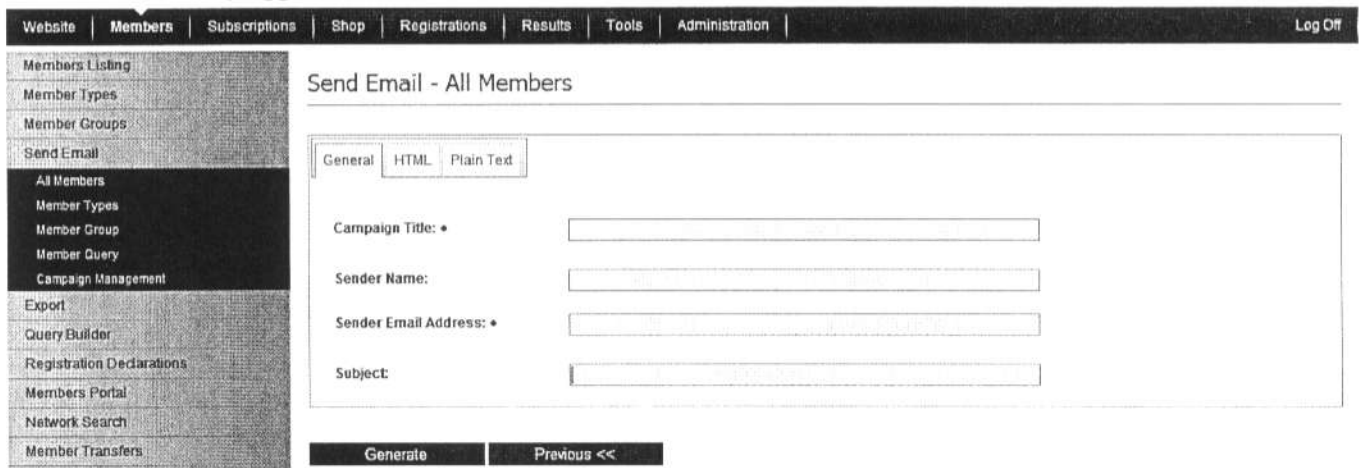 Website Members Subscriptions Shop Registrations Results Tools Administration Log Off
Members Listing
Member Types
Member Groups
Send Email
All Members
Member Types
Member Group
Member Query
Campaign Management
Export
Query Builder
Registration Declarations
Members Portal
Network Search
Member Transfers
Send Email - All Members
General HTML Plain Text
Campaign Title: •
Sender Name:
Sender Email Address: •
Subject:
Generate Previous <<